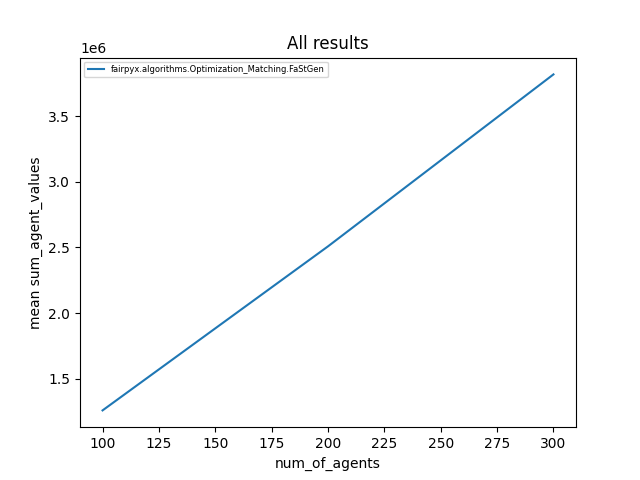 All results
1e6
fairpyx.algorithms.Optimization_Matching.FaStGen
3.5
3.0
2.5
2.0
1.5
mean sum_agent_values
100 125 150 175 200 225 250 275 300
num_of_agents